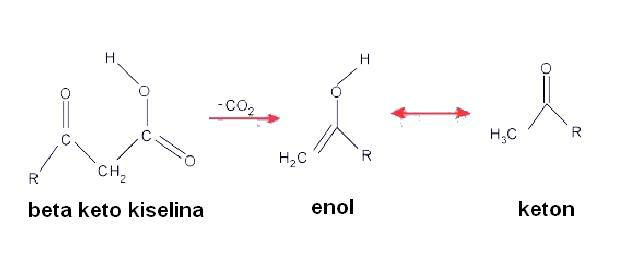 H
O
O
C
C
O
R
CH2
-CO2
H
O
H2C
R
O
H3C
R
beta keto kiselina
enol
keton